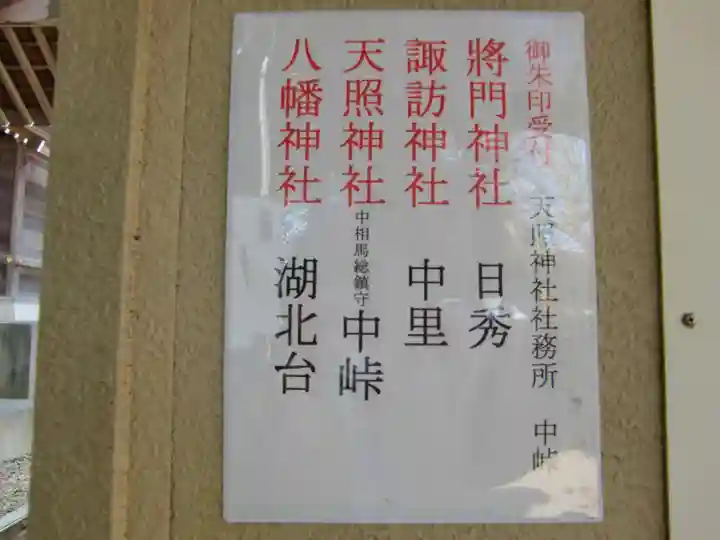 御朱印受付　天照神社社務所　中峠
將門神社　日秀
諏訪神社　中里
天照神社　中相馬総鎮守　中峠
八幡神社　湖北台